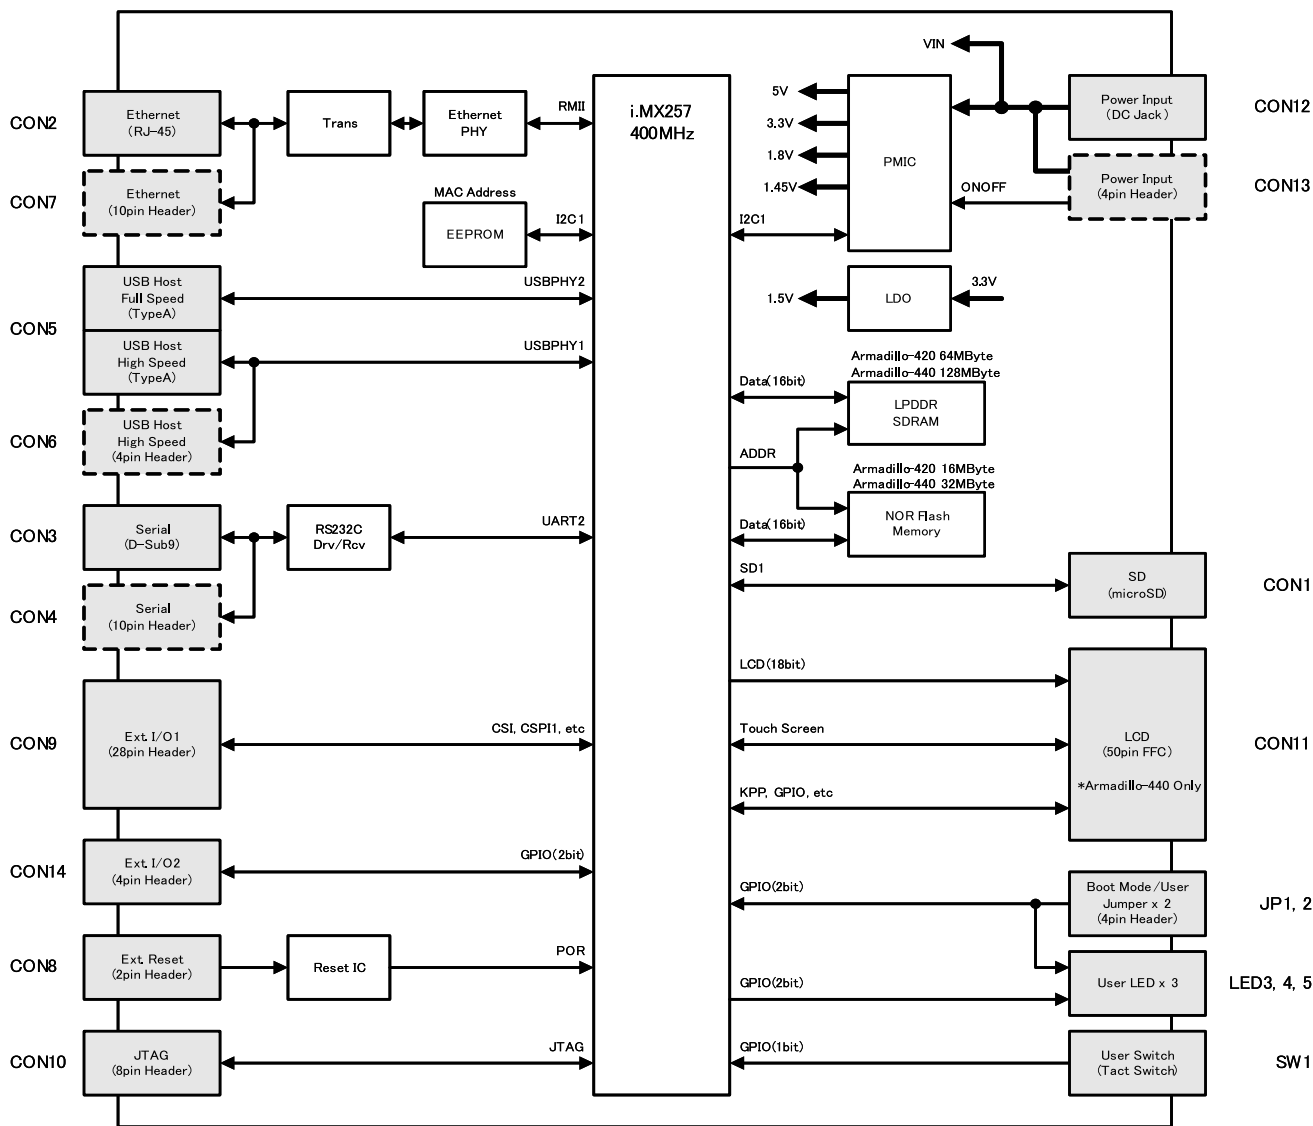 CON2
Ethernet
(RJ-45)
Trans
Ethernet
PHY
RMII
CON7
Ethernet
(10pin Header)
MAC Address
EEPROM
I2C1
CON5
USB Host
Full Speed
(TypeA)
USBPHY2
USB Host
High Speed
(TypeA)
USBPHY1
CON6
USB Host
High Speed
(4pin Header)
CON3
Serial
(D-Sub9)
RS232C
Drv/Rcv
UART2
CON4
Serial
(10pin Header)
CON9
Ext. I/O1
(28pin Header)
CSI, CSPI1, etc
CON14
Ext. I/O2
(4pin Header)
GPIO(2bit)
CON8
Ext. Reset
(2pin Header)
Reset IC
POR
CON10
JTAG
(8pin Header)
JTAG
i.MX257
400MHz
VIN
5V
3.3V
1.8V
1.45V
PMIC
I2C1
Power Input
(DC Jack)
CON12
ONOFF
Power Input
(4pin Header)
CON13
1.5V
LDO
3.3V
Armadillo-420 64MByte
Armadillo-440 128MByte
Data(16bit)
LPDDR
SDRAM
ADDR
Armadillo-420 16MByte
Armadillo-440 32MByte
NOR Flash
Memory
Data(16bit)
SD1
SD
(microSD)
CON1
LCD(18bit)
Touch Screen
KPP, GPIO, etc
LCD
(50pin FFC)
*Armadillo-440 Only
CON11
GPIO(2bit)
Boot Mode/User
Jumper x 2
(4pin Header)
JP1, 2
GPIO(2bit)
User LED x 3
LED3, 4, 5
GPIO(1bit)
User Switch
(Tact Switch)
SW1